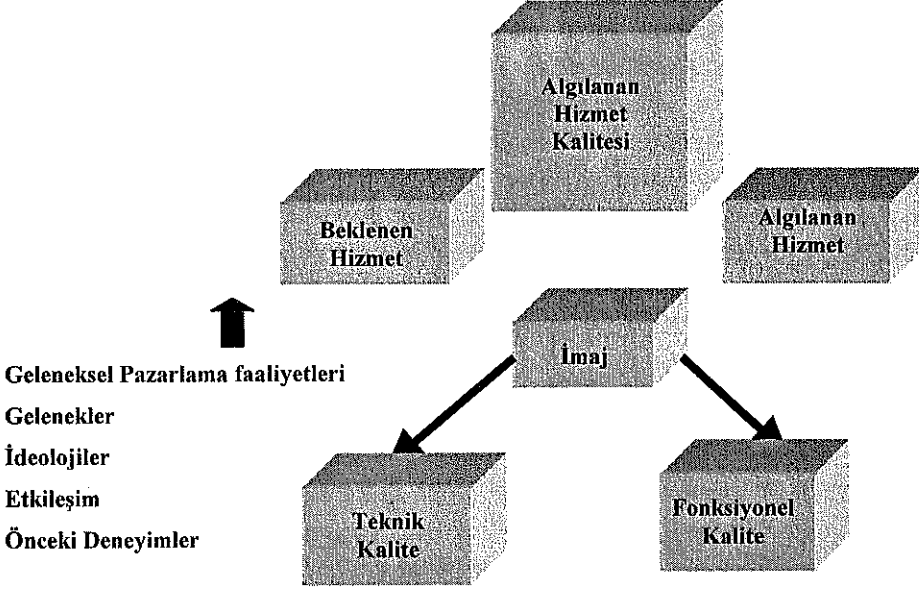 Algılanan
Hizmet
Kalitesi
Beklenen
Hizmet
Algılanan
Hizmet
İmaj
Geleneksel Pazarlama faaliyetleri
Gelenekler
İdeolojiler
Etkileşim
Önceki Deneyimler
Teknik
Kalite
Fonksiyonel
Kalite